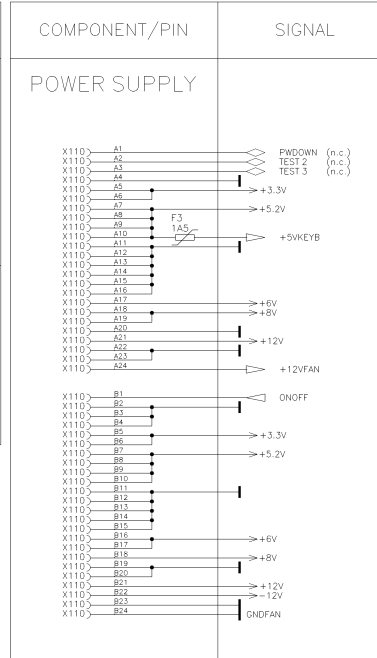 COMPONENT/PIN SIGNAL
POWER SUPPLY
X110 A1 PWDOWN (n.c.)
X110 A2 TEST 2 (n.c.)
X110 A3 TEST 3 (n.c.)
X110 A4
X110 A5 +3.3V
X110 A6
X110 A7 +5.2V
X110 A8 F3
X110 A9 1A5
X110 A10 +5VKEYB
X110 A11
X110 A12
X110 A13
X110 A14
X110 A15
X110 A16
X110 A17 +6V
X110 A18 +8V
X110 A19
X110 A20
X110 A21 +12V
X110 A22
X110 A23
X110 A24 +12VFAN
X110 B1 ONOFF
X110 B2
X110 B3
X110 B4
X110 B5 +3.3V
X110 B6
X110 B7 +5.2V
X110 B8
X110 B9
X110 B10
X110 B11
X110 B12
X110 B13
X110 B14
X110 B15
X110 B16 +6V
X110 B17
X110 B18 +8V
X110 B19
X110 B20
X110 B21 +12V
X110 B22 -12V
X110 B23
X110 B24 GNDFAN